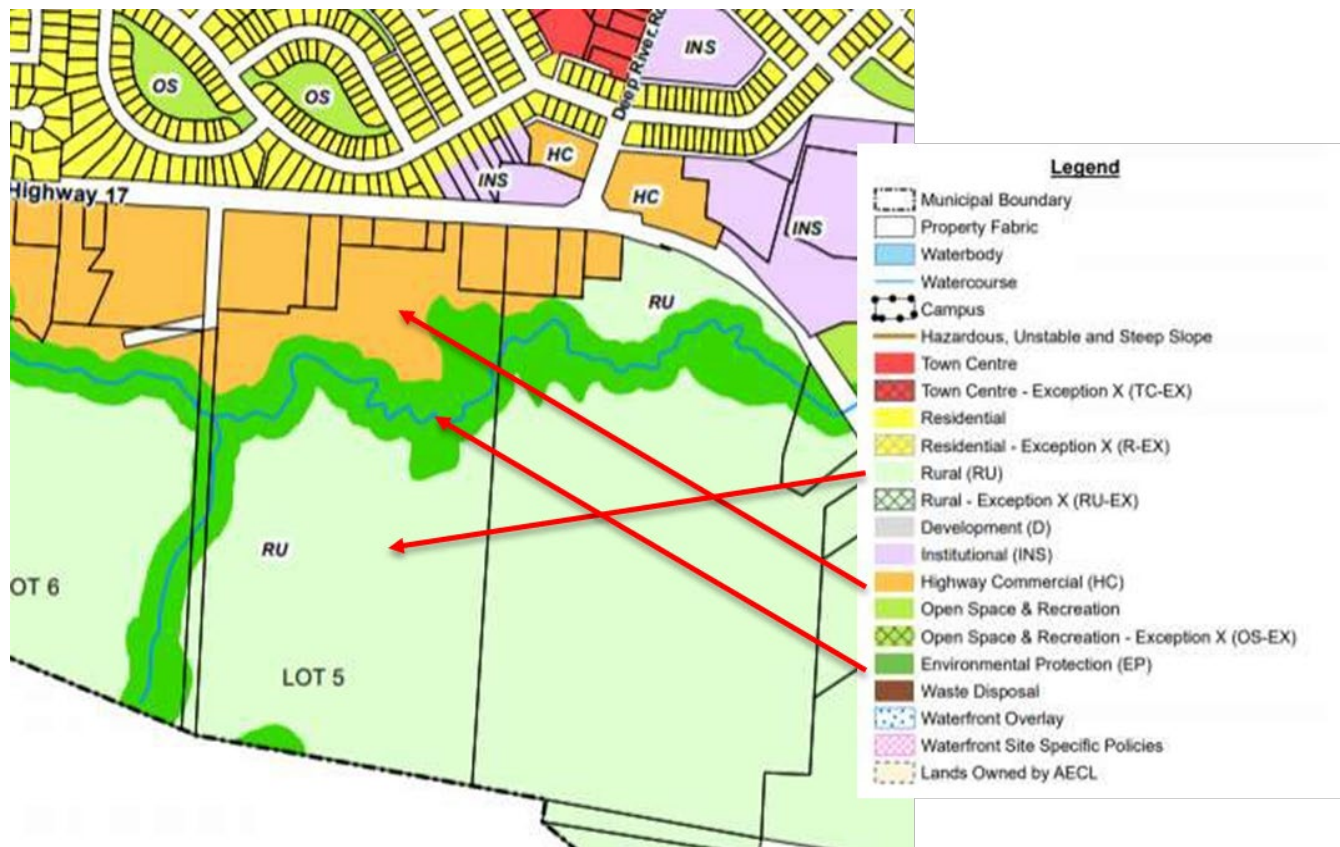 Deep River Ro
INS
OS
OS
HC
INS
HC
Highway 17
INS
RU
RU
OT 6
LOT 5
Legend
Municipal Boundary
Property Fabric
Waterbody
Watercourse
Campus
Hazardous, Unstable and Steep Slope
Town Centre
Town Centre - Exception X (TC-EX)
Residential
Residential - Exception X (R-EX)
Rural (RU)
Rural - Exception X (RU-EX)
Development (D)
Institutional (INS)
Highway Commercial (HC)
Open Space & Recreation
Open Space & Recreation - Exception X (OS-EX)
Environmental Protection (EP)
Waste Disposal
Waterfront Overlay
Waterfront Site Specific Policies
Lands Owned by AECL